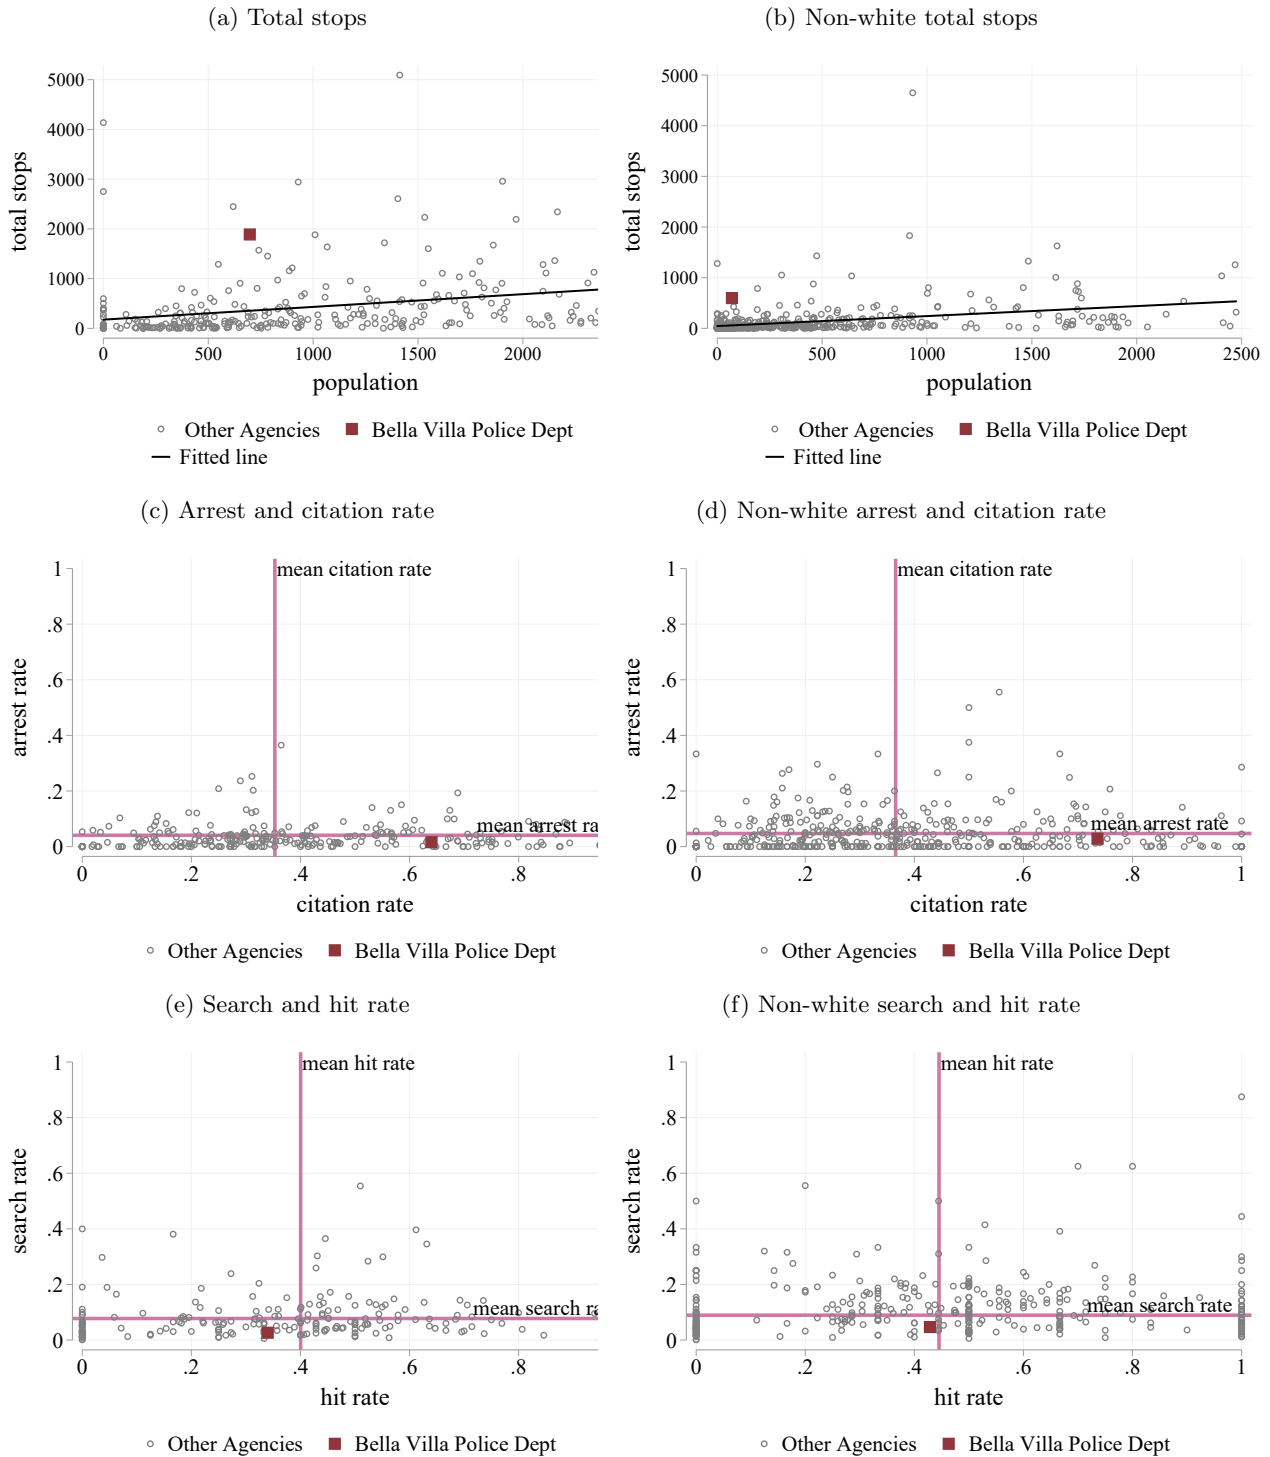 (a) Total stops
(b) Non-white total stops
total stops
5000
4000
3000
2000
1000
0
0 500 1000 1500 2000
population
Other Agencies Bella Villa Police Dept
Fitted line
total stops
5000
4000
3000
2000
1000
0
0 500 1000 1500 2000 2500
population
Other Agencies Bella Villa Police Dept
Fitted line
(c) Arrest and citation rate
(d) Non-white arrest and citation rate
arrest rate
1
.8
.6
.4
.2
0
mean citation rate
mean arrest ra
0 .2 .4 .6 .8
citation rate
Other Agencies Bella Villa Police Dept
arrest rate
1
.8
.6
.4
.2
0
mean citation rate
mean arrest rate
0 .2 .4 .6 .8 1
citation rate
Other Agencies Bella Villa Police Dept
(e) Search and hit rate
(f) Non-white search and hit rate
search rate
1
.8
.6
.4
.2
0
mean hit rate
mean search ra
0 .2 .4 .6 .8
hit rate
Other Agencies Bella Villa Police Dept
search rate
1
.8
.6
.4
.2
0
mean hit rate
mean search rate
0 .2 .4 .6 .8 1
hit rate
Other Agencies Bella Villa Police Dept